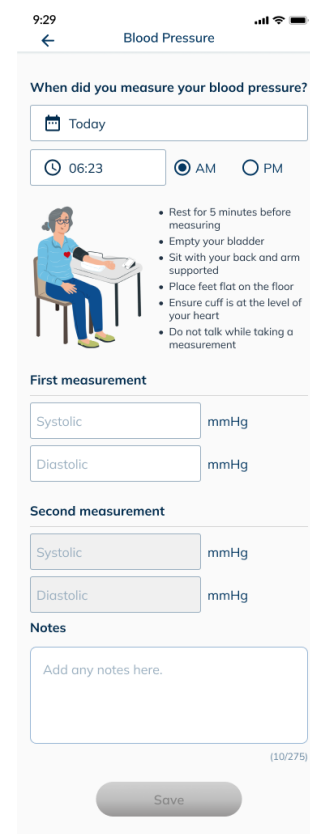 9:29
Blood Pressure
When did you measure your blood pressure?
Today
06:23 AM PM
• Rest for 5 minutes before
measuring
• Empty your bladder
• Sit with your back and arm
supported
• Place feet flat on the floor
• Ensure cuff is at the level of
your heart
• Do not talk while taking a
measurement
First measurement
Systolic mmHg
Diastolic mmHg
Second measurement
Systolic mmHg
Diastolic mmHg
Notes
Add any notes here.
(10/275)
Save